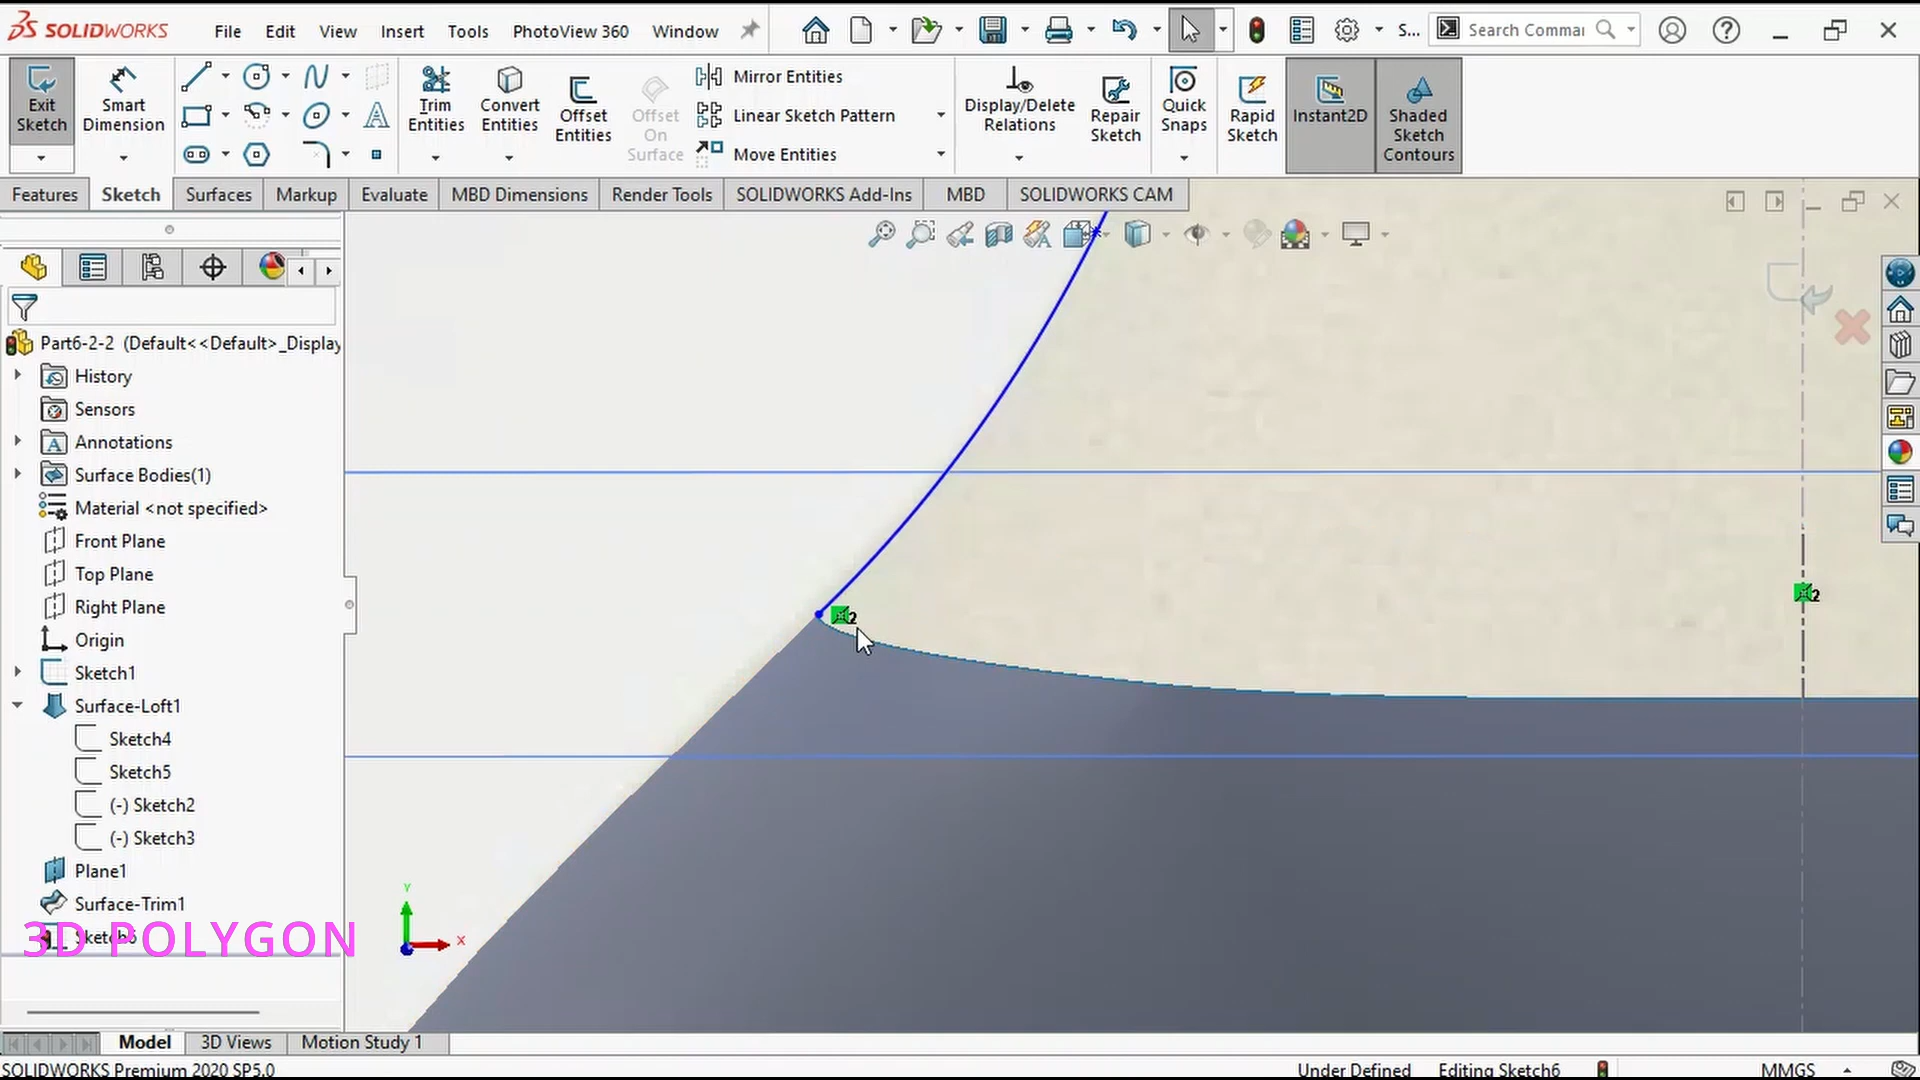 SOLIDWORKS File Edit View Insert Tools PhotoView 360 Window S... Search Commar
Exit Sketch
Smart Dimension
Trim Entities
Convert Entities
Offset Entities
Offset On Surface
Mirror Entities
Linear Sketch Pattern
Move Entities
Display/Delete Relations
Repair Sketch
Quick Snaps
Rapid Sketch
Instant2D
Shaded Sketch Contours
Features Sketch Surfaces Markup Evaluate MBD Dimensions Render Tools SOLIDWORKS Add-Ins MBD SOLIDWORKS CAM
Part6-2-2 (Default<<Default>_Display
History
Sensors
Annotations
Surface Bodies(1)
Material <not specified>
Front Plane
Top Plane
Right Plane
Origin
Sketch1
Surface-Loft1
Sketch4
Sketch5
(-) Sketch2
(-) Sketch3
Plane1
Surface-Trim1
Sketch6
3D POLYGON
2
2
Y
X
Model 3D Views Motion Study 1
SOLIDWORKS Premium 2020 SP5.0 Under Defined Editing Sketch6 MMGS